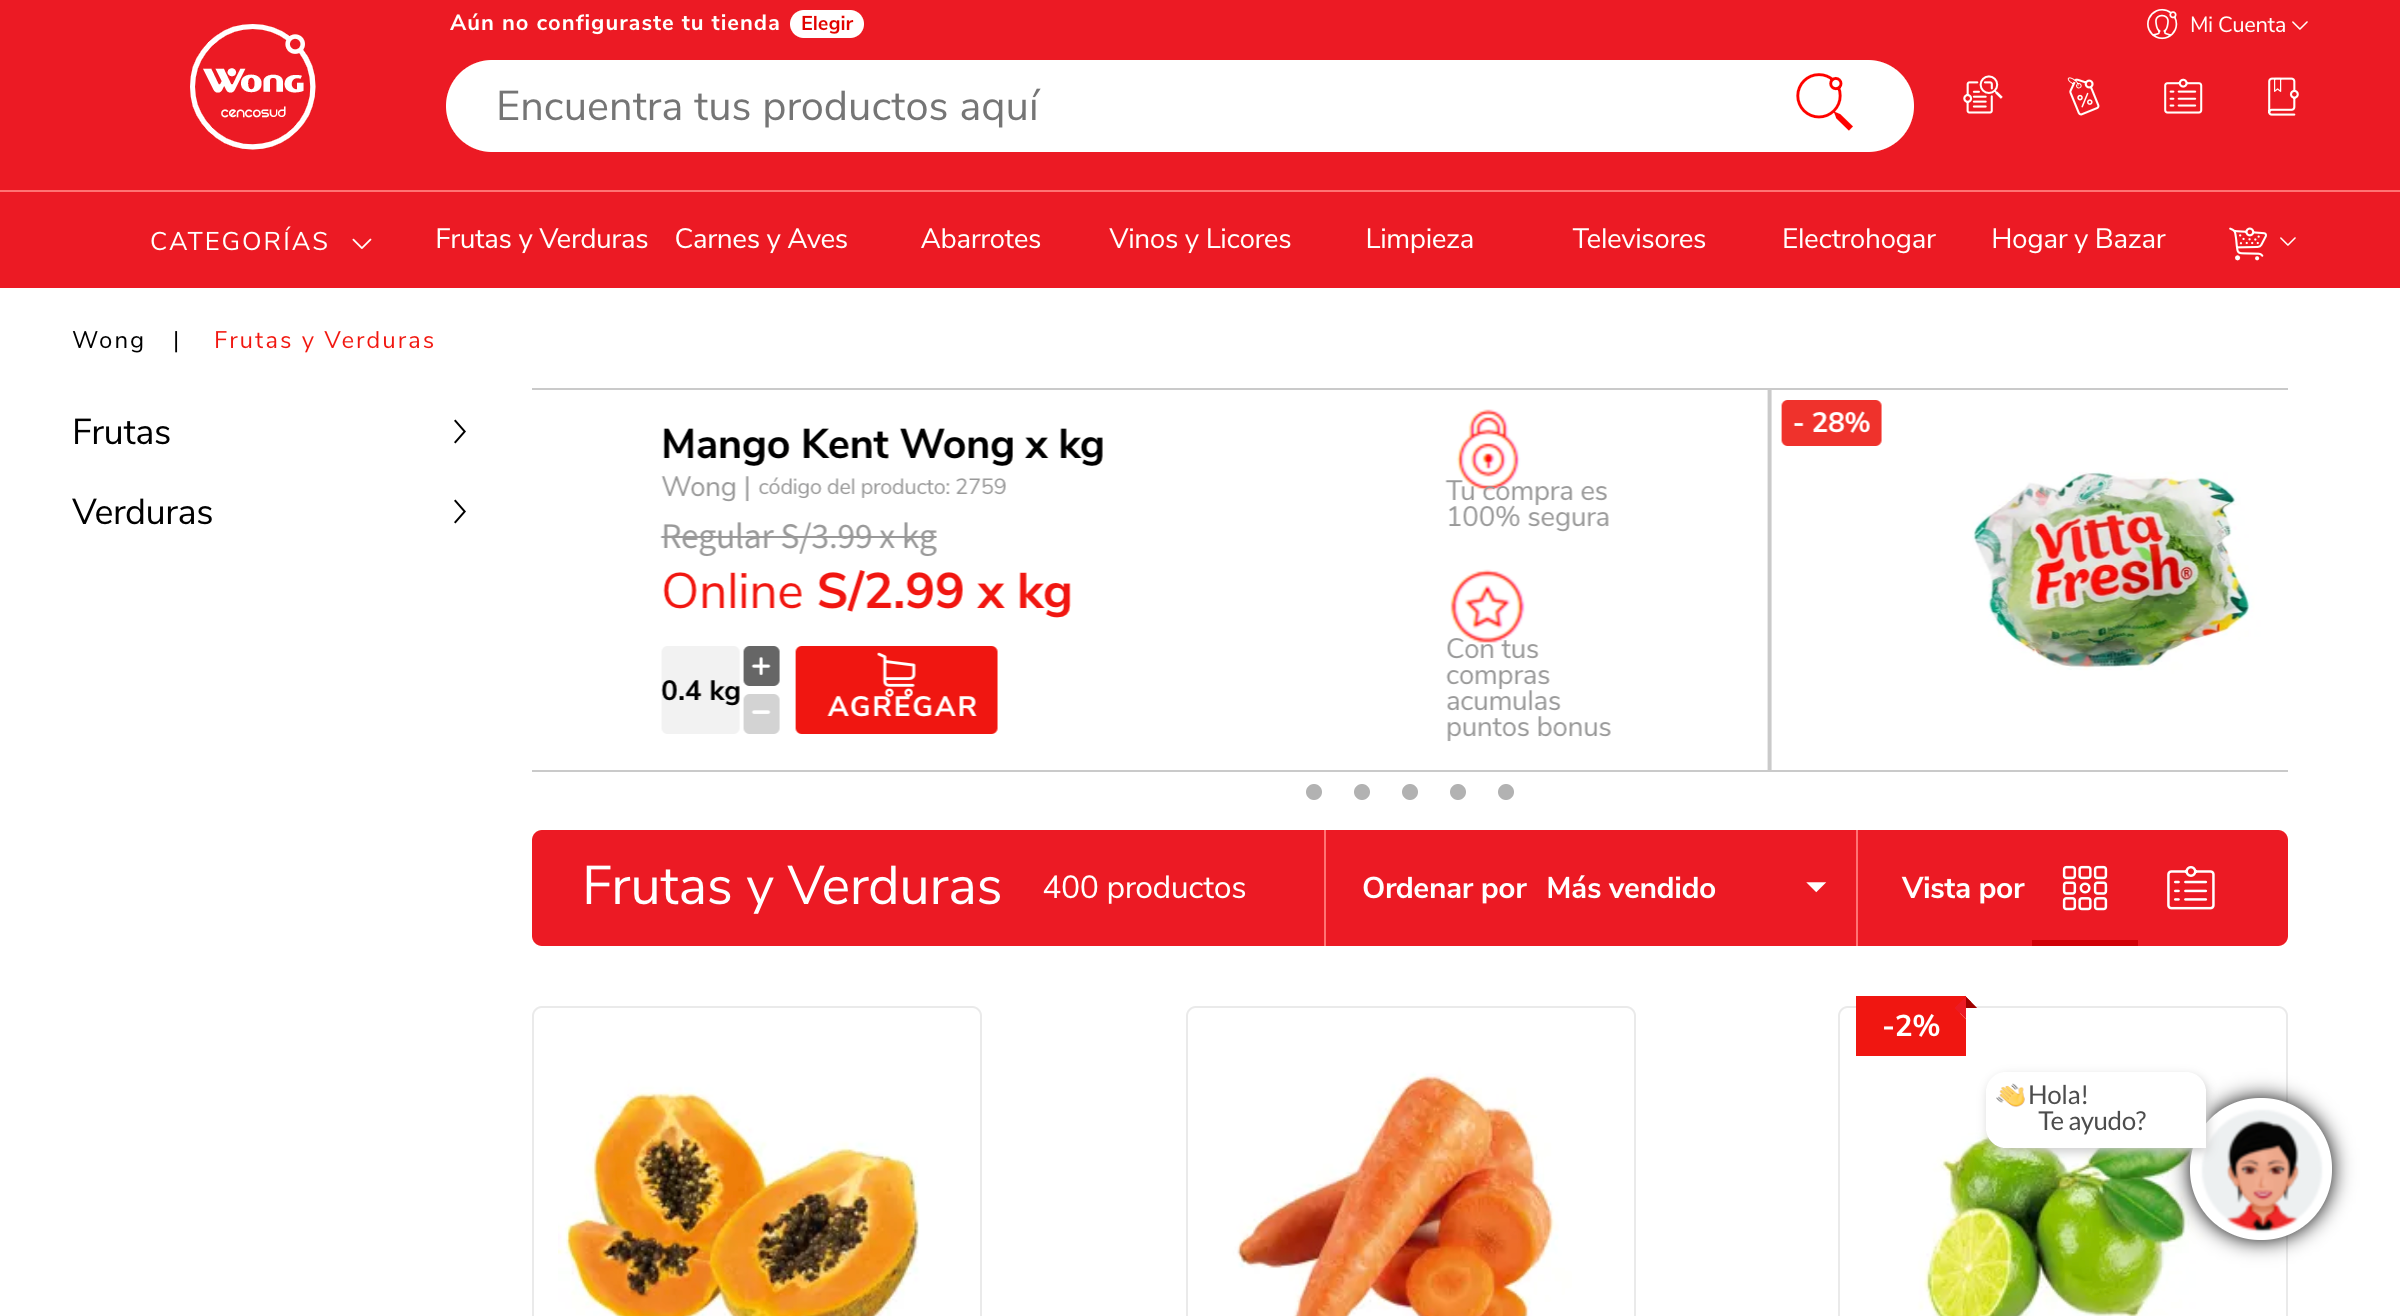 Aún no configuraste tu tienda Elegir
Mi Cuenta
Wong
cencosud
Encuentra tus productos aquí
CATEGORÍAS
Frutas y Verduras
Carnes y Aves
Abarrotes
Vinos y Licores
Limpieza
Televisores
Electrohogar
Hogar y Bazar
Wong | Frutas y Verduras
Frutas
Verduras
Mango Kent Wong x kg
Wong | código del producto: 2759
Regular S/3.99 x kg
Online S/2.99 x kg
0.4 kg
+
−
AGREGAR
Tu compra es
100% segura
Con tus
compras
acumulas
puntos bonus
- 28%
Vitta
Fresh®
Frutas y Verduras 400 productos
Ordenar por Más vendido
Vista por
-2%
👋Hola!
Te ayudo?